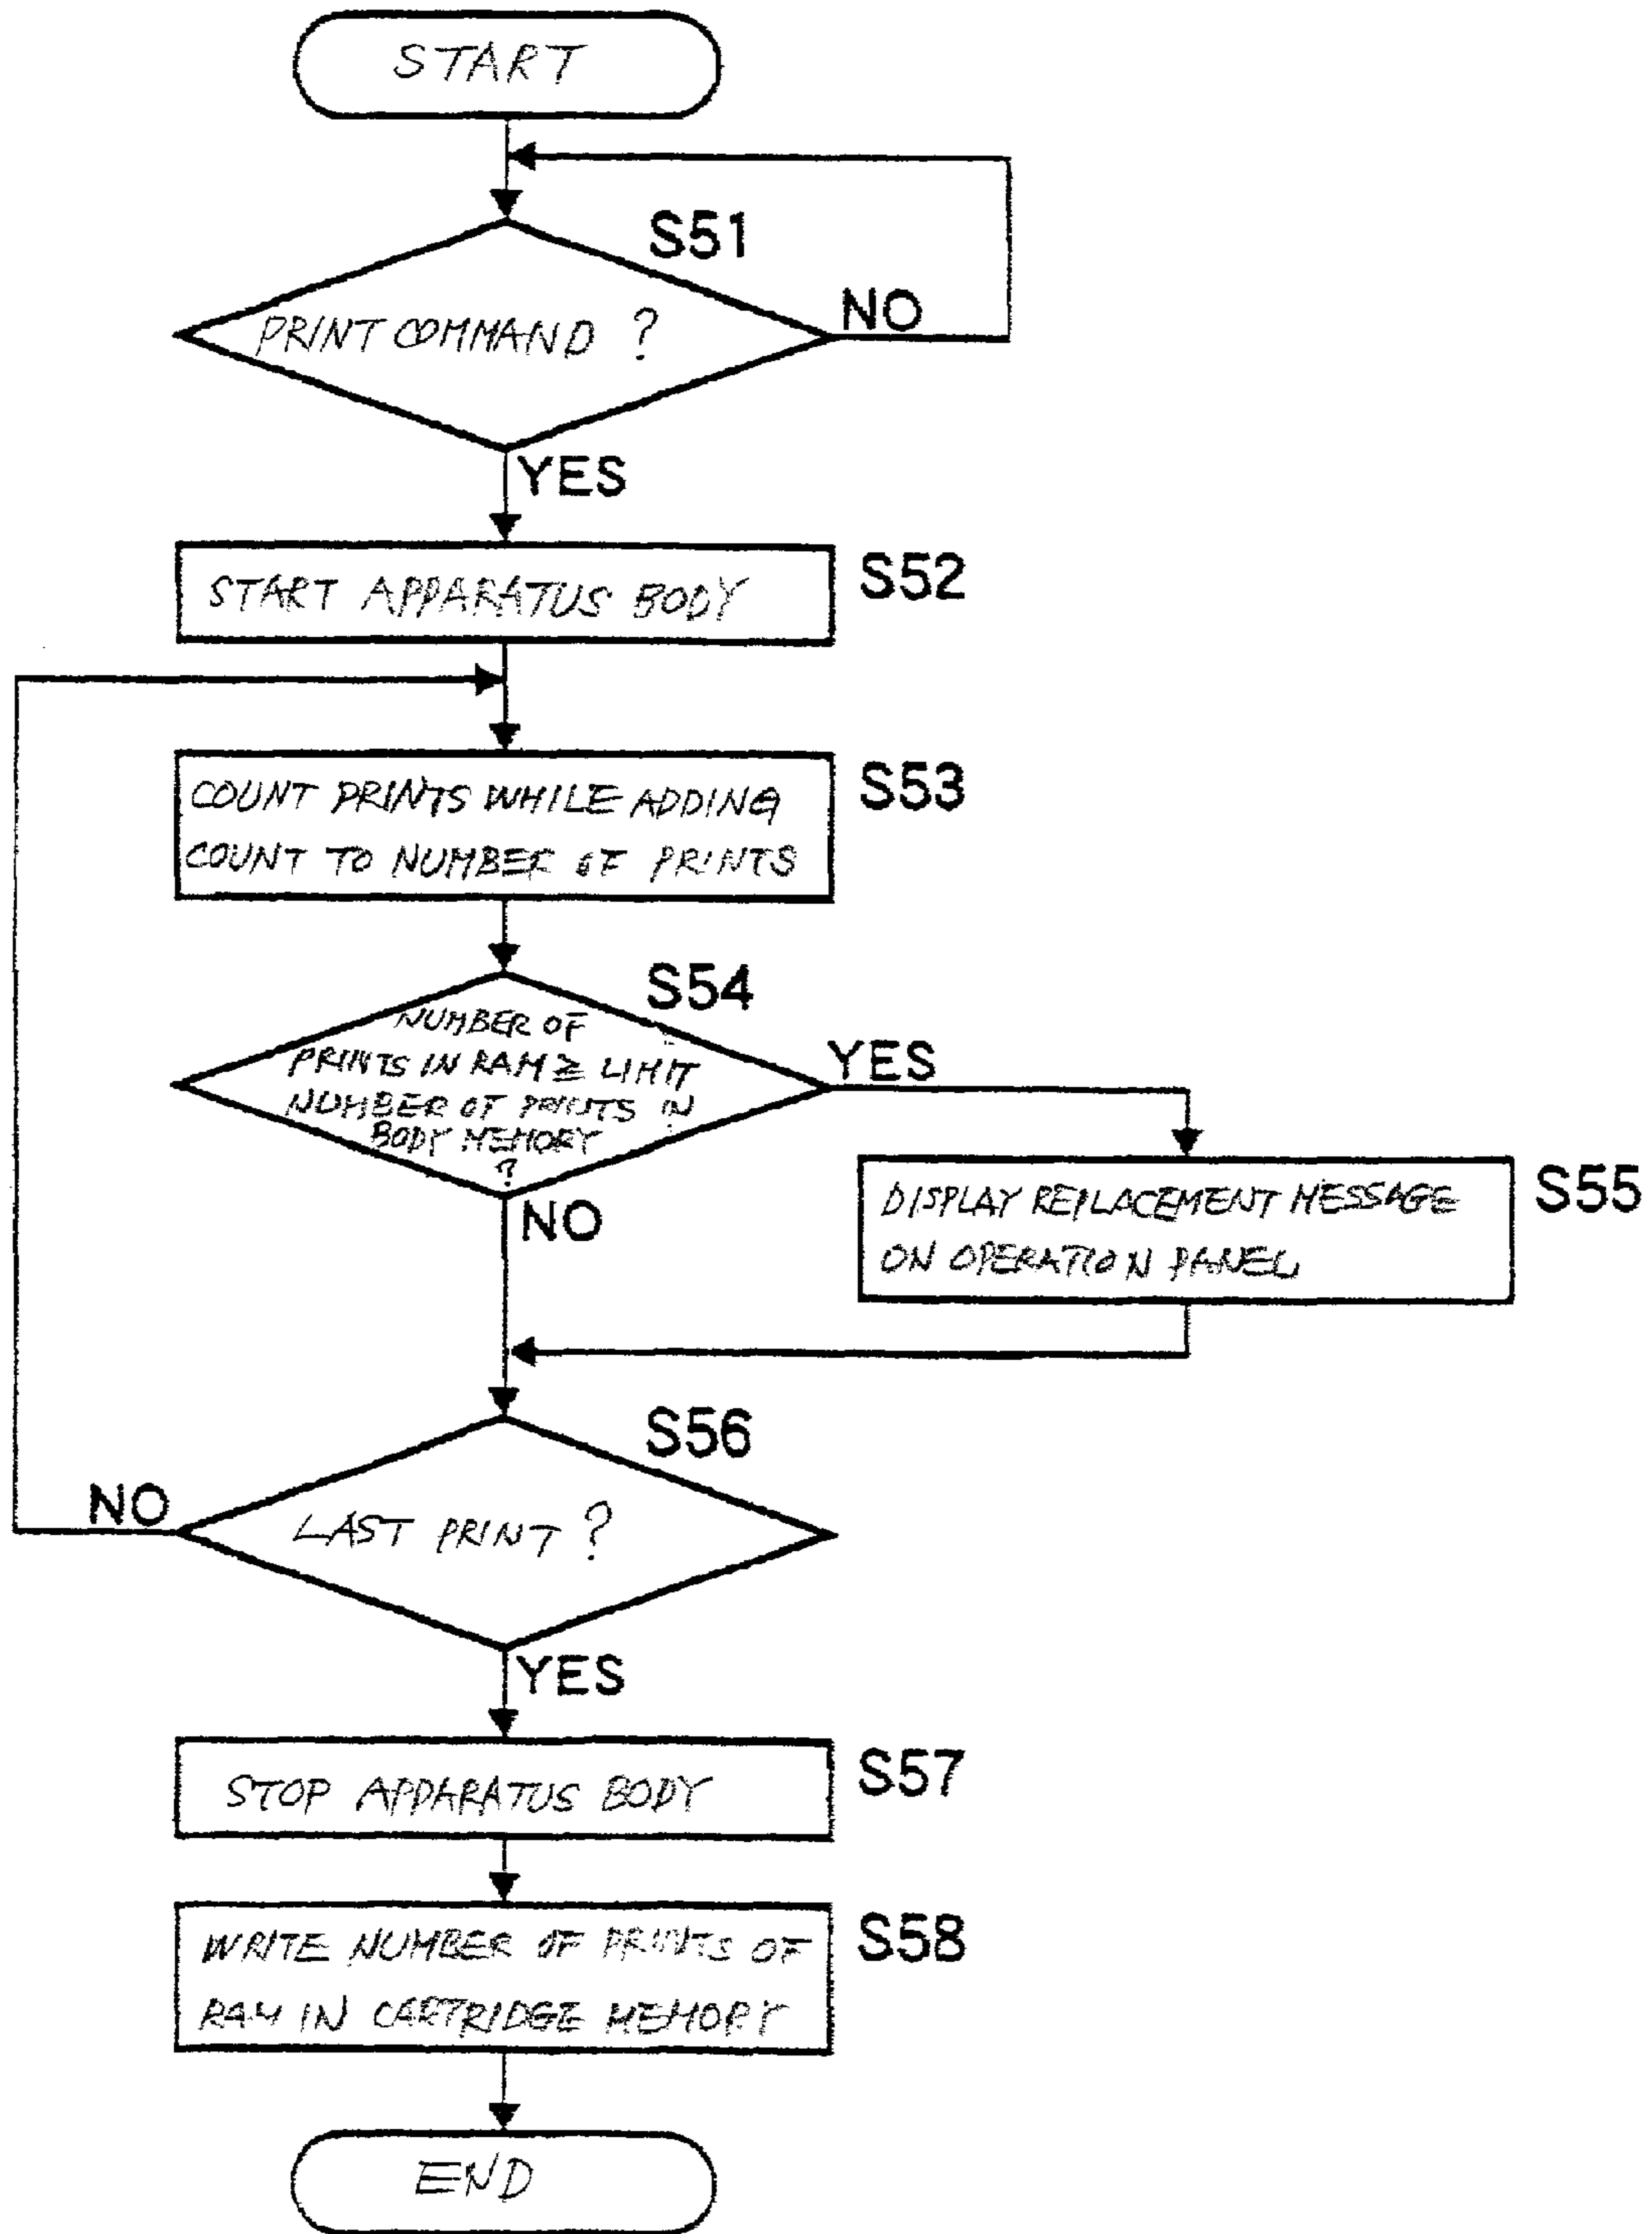 START
S51
PRINT COMMAND ?
NO
YES
START APPARATUS BODY
S52
COUNT PRINTS WHILE ADDING
COUNT TO NUMBER OF PRINTS
S53
S54
NUMBER OF
PRINTS IN RAM ≧ LIMIT
NUMBER OF PRINTS IN
BODY MEMORY
?
YES
NO
DISPLAY REPLACEMENT MESSAGE
ON OPERATION PANEL
S55
S56
LAST PRINT ?
NO
YES
STOP APPARATUS BODY
S57
WRITE NUMBER OF PRINTS OF
RAM IN CARTRIDGE MEMORY
S58
END